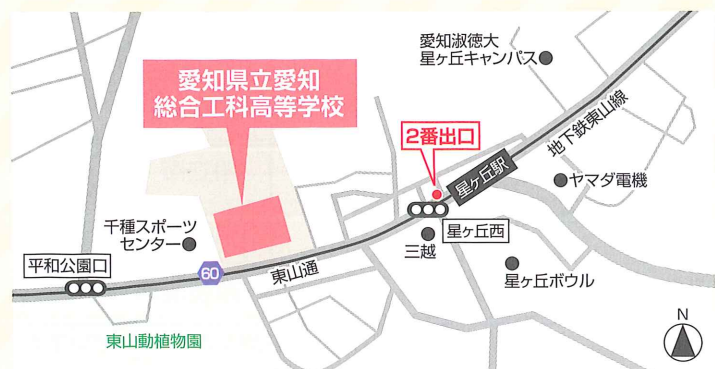 愛知淑徳大
星ヶ丘キャンパス
愛知県立愛知
総合工科高等学校
2番出口
地下鉄東山線
星ヶ丘駅
ヤマダ電機
千種スポーツ
センター
星ヶ丘西
三越
平和公園口
60
東山通
星ヶ丘ボウル
東山動植物園
N